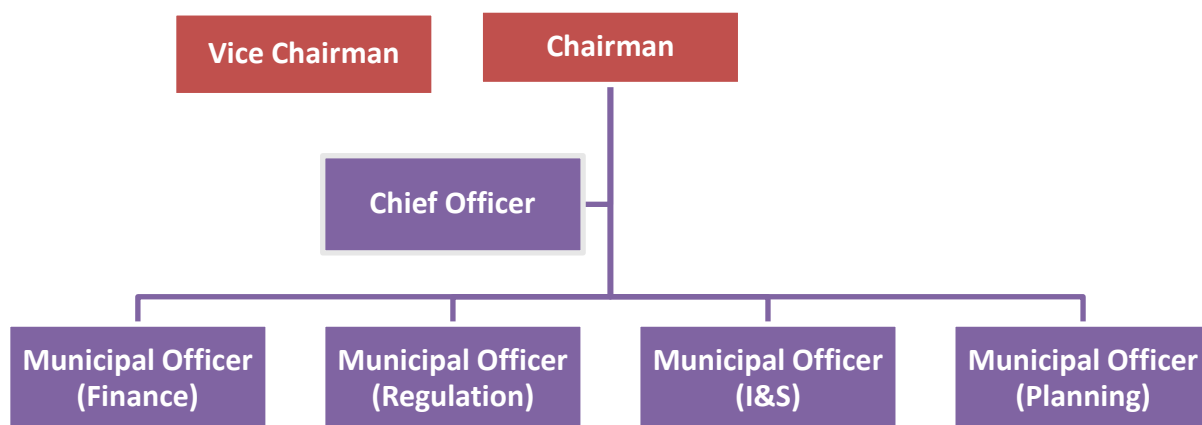 Vice Chairman
Chairman
Chief Officer
Municipal Officer
(Finance)
Municipal Officer
(Regulation)
Municipal Officer
(I&S)
Municipal Officer
(Planning)